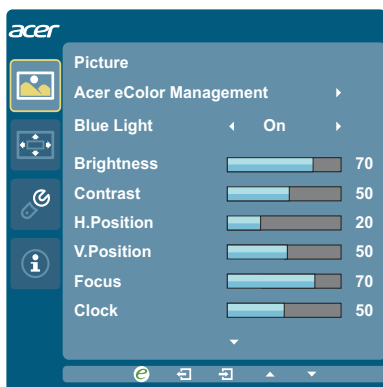 acer
Picture
Acer eColor Management
Blue Light On
Brightness 70
Contrast 50
H.Position 20
V.Position 50
Focus 70
Clock 50
e